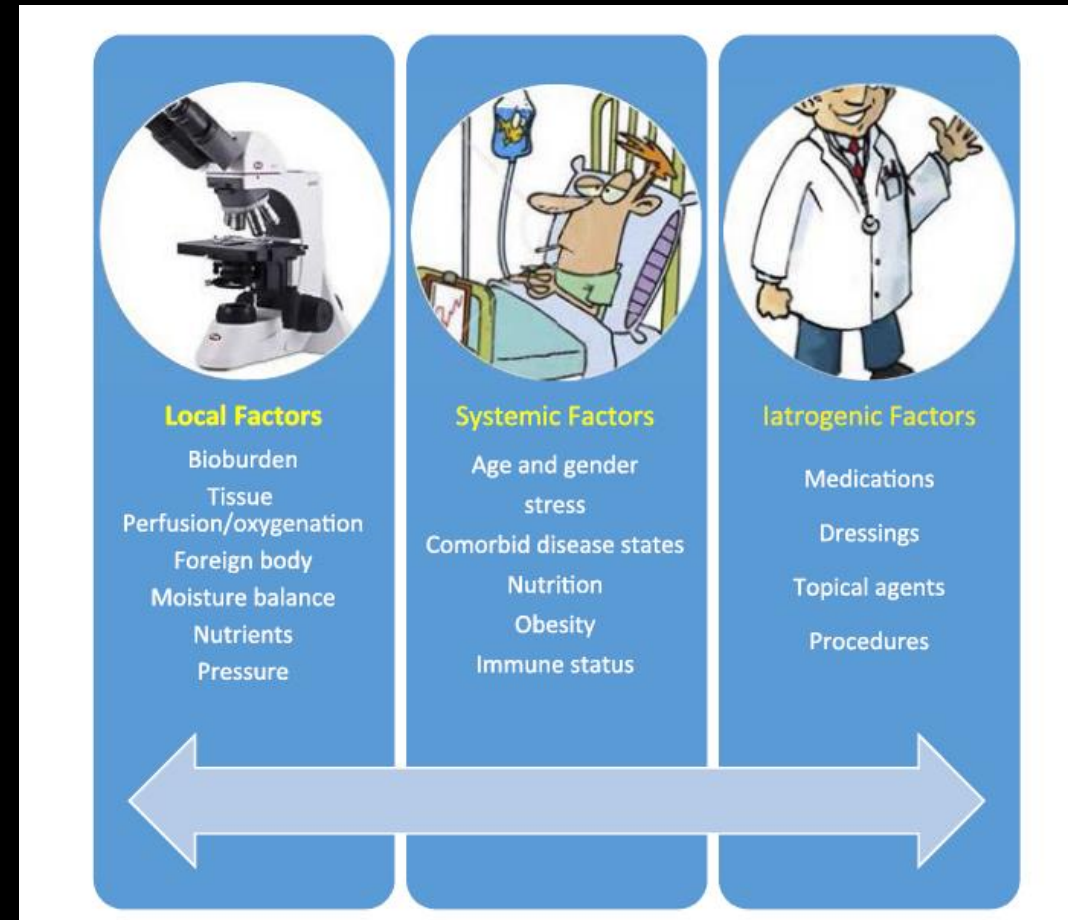 Local Factors
Bioburden
Tissue
Perfusion/oxygenation
Foreign body
Moisture balance
Nutrients
Pressure
Systemic Factors
Age and gender
stress
Comorbid disease states
Nutrition
Obesity
Immune status
Iatrogenic Factors
Medications
Dressings
Topical agents
Procedures